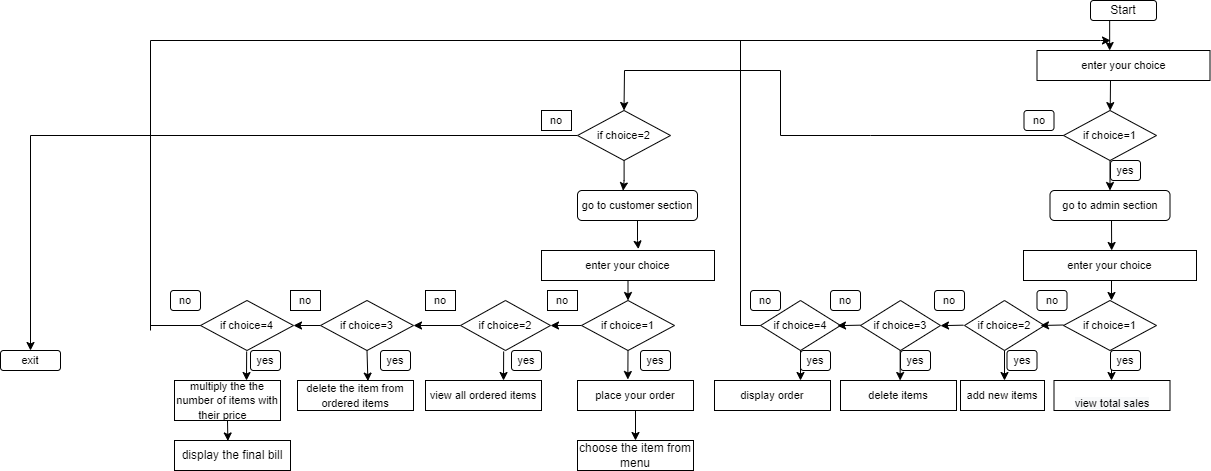 Start
enter your choice
no
if choice=2
no
if choice=1
yes
go to customer section
go to admin section
enter your choice
enter your choice
no
no
no
no
no
no
no
no
if choice=4
if choice=3
if choice=2
if choice=1
if choice=4
if choice=3
if choice=2
if choice=1
exit
yes
yes
yes
yes
yes
yes
yes
yes
multiply the the
number of items with
their price
delete the item from
ordered items
view all ordered items
place your order
display order
delete items
add new items
view total sales
display the final bill
choose the item from
menu